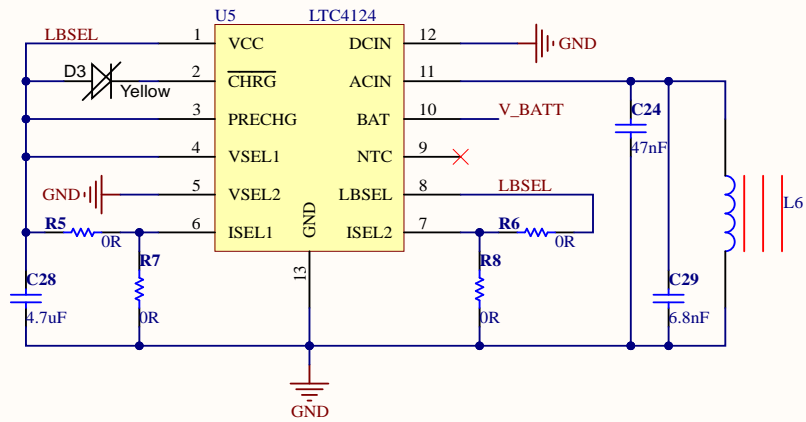 U5 LTC4124
LBSEL 1 VCC DCIN 12 GND
D3 Yellow 2 CHRG ACIN 11
3 PRECHG BAT 10 V_BATT
C24
47nF
4 VSEL1 NTC 9
GND 5 VSEL2 LBSEL 8 LBSEL
L6
R5 0R 6 ISEL1 GND ISEL2 7 R6 0R
R7 13 R8
C28 C29
4.7uF 0R 0R 6.8nF
GND